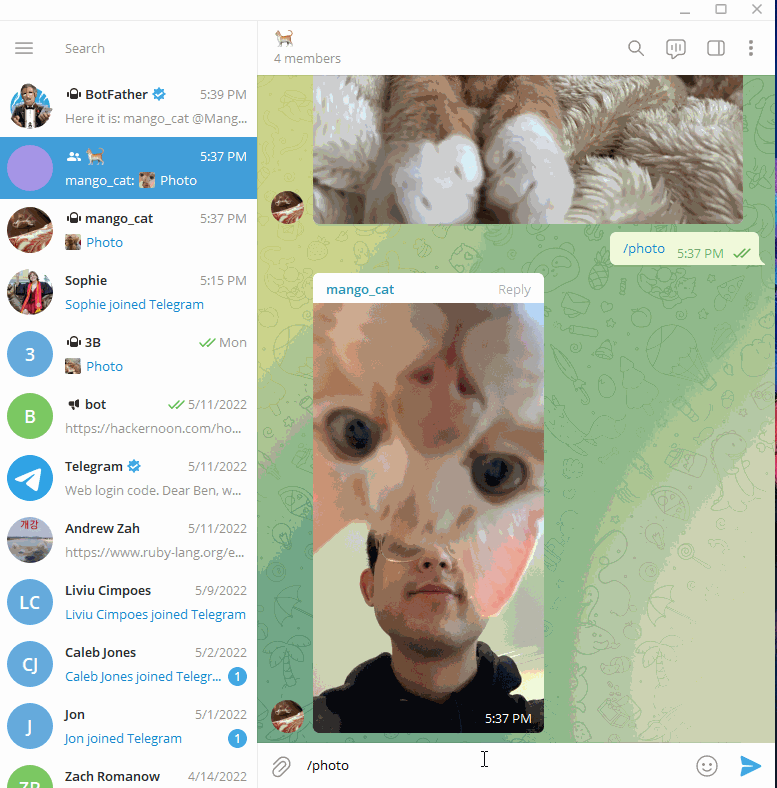 Search
4 members
BotFather 5:39 PM
Here it is: mango_cat @Mang...
5:37 PM
mango_cat: Photo
mango_cat 5:37 PM
Photo
Sophie 5:15 PM
Sophie joined Telegram
3 3B Mon
Photo
B bot 5/11/2022
https://hackernoon.com/ho...
Telegram 5/11/2022
Web login code. Dear Ben, w...
개강 Andrew Zah 5/11/2022
https://www.ruby-lang.org/e...
LC Liviu Cimpoes 5/9/2022
Liviu Cimpoes joined Telegram
CJ Caleb Jones 5/2/2022
Caleb Jones joined Telegr... 1
J Jon 5/1/2022
Jon joined Telegram 1
ZR Zach Romanow 4/14/2022
/photo 5:37 PM
mango_cat Reply
5:37 PM
/photo